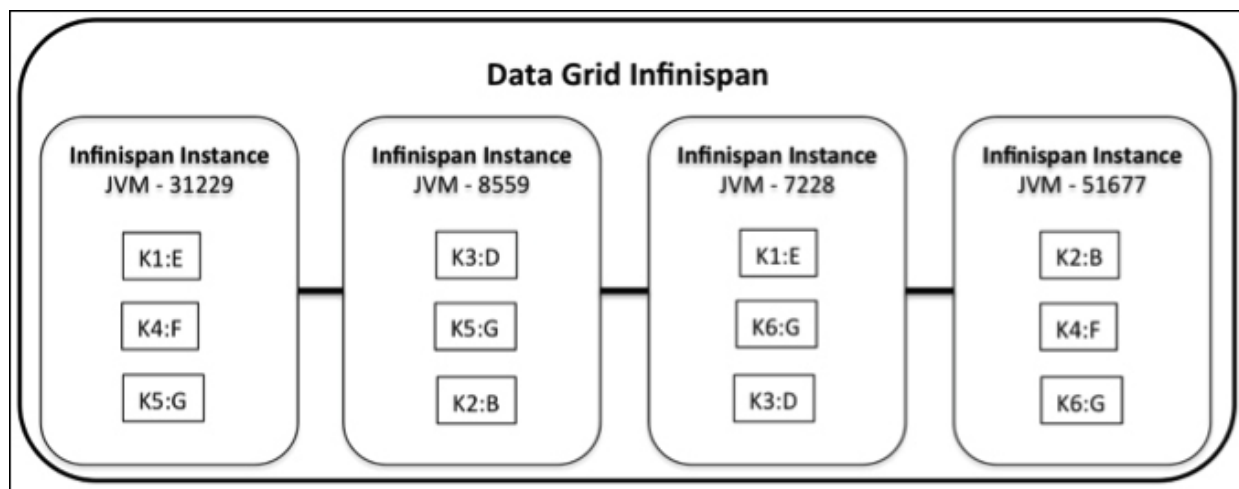 Data Grid Infinispan
Infinispan Instance
JVM - 31229
K1:E
K4:F
K5:G
Infinispan Instance
JVM - 8559
K3:D
K5:G
K2:B
Infinispan Instance
JVM - 7228
K1:E
K6:G
K3:D
Infinispan Instance
JVM - 51677
K2:B
K4:F
K6:G